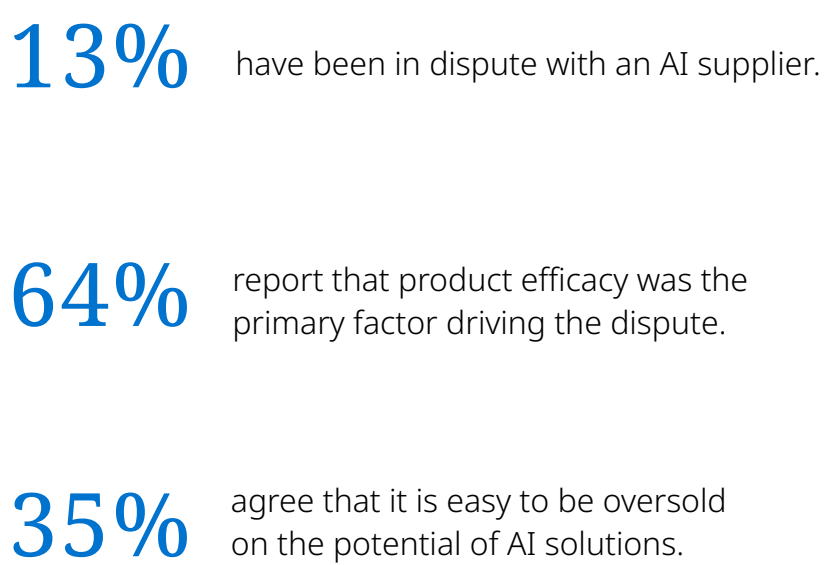 13% have been in dispute with an AI supplier.
64% report that product efficacy was the
primary factor driving the dispute.
35% agree that it is easy to be oversold
on the potential of AI solutions.